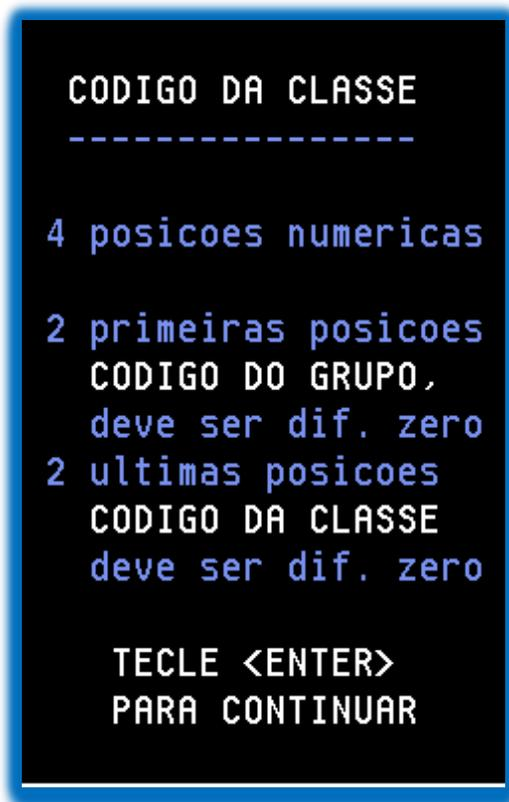 CODIGO DA CLASSE
----------------
4 posicoes numericas
2 primeiras posicoes
CODIGO DO GRUPO,
deve ser dif. zero
2 ultimas posicoes
CODIGO DA CLASSE
deve ser dif. zero
TECLE <ENTER>
PARA CONTINUAR